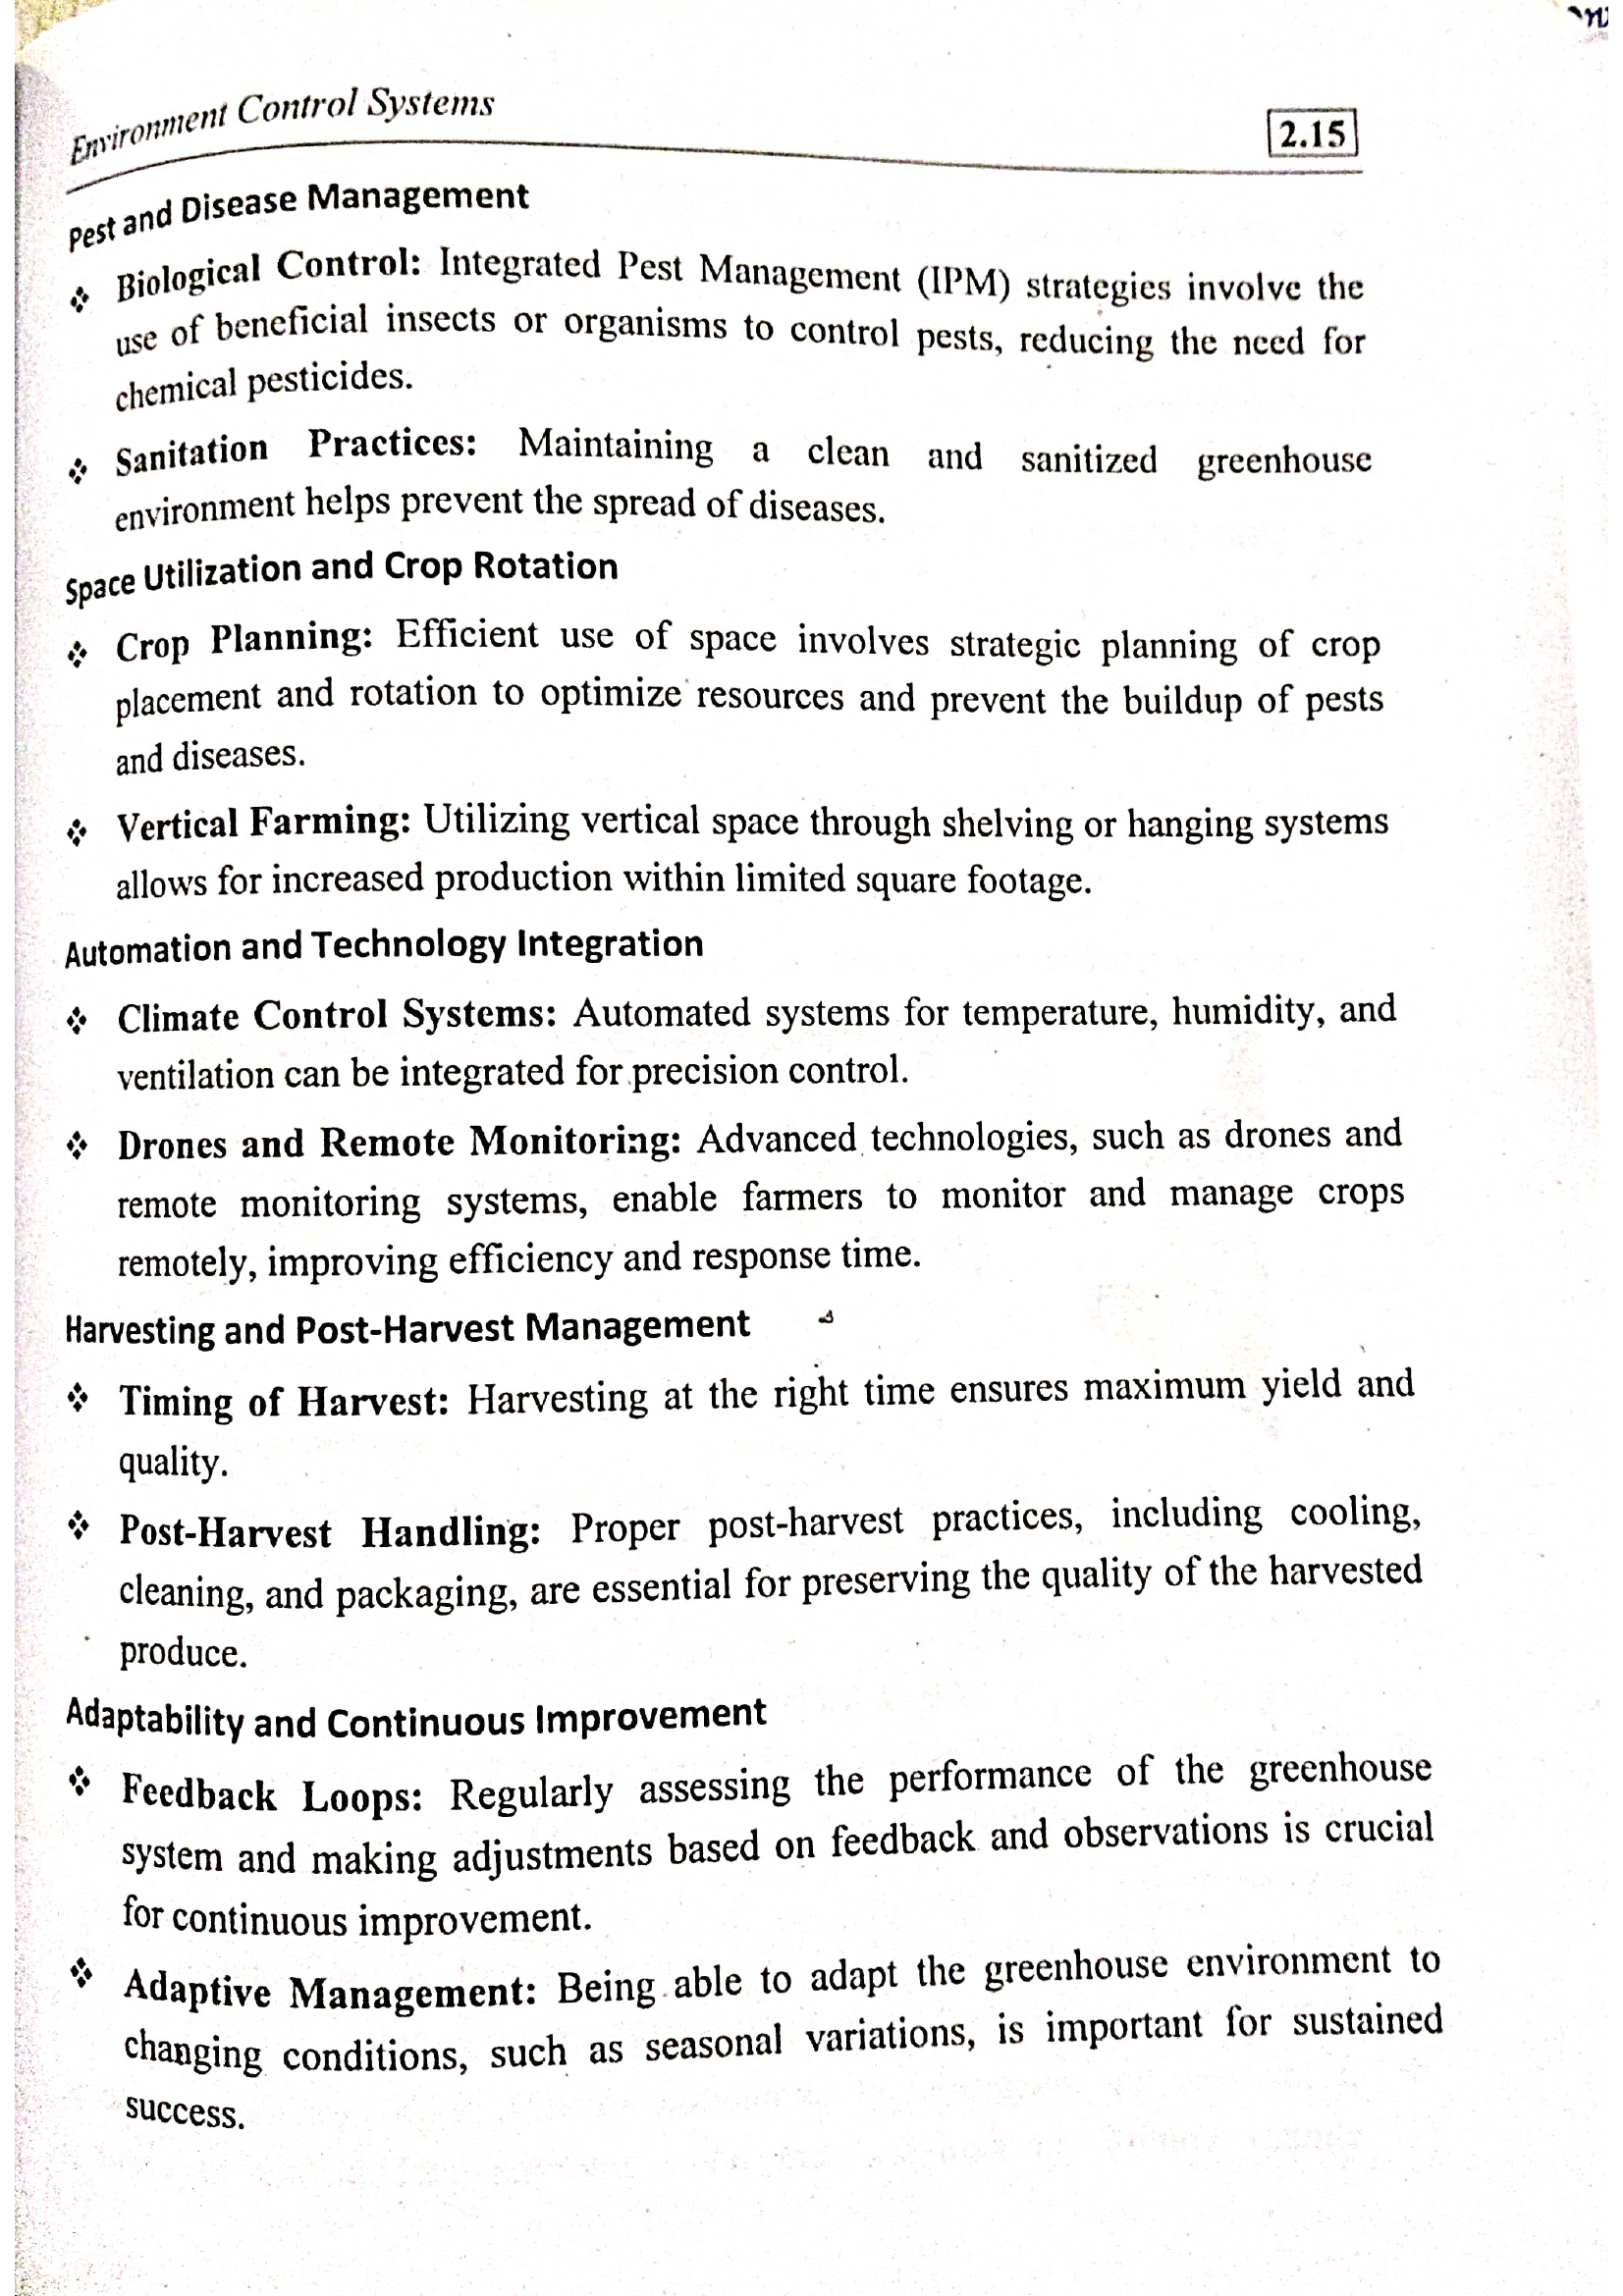 Environment Control Systems
2.15
Pest and Disease Management
❖ Biological Control: Integrated Pest Management (IPM) strategies involve the
use of beneficial insects or organisms to control pests, reducing the need for
chemical pesticides.
❖ Sanitation Practices: Maintaining a clean and sanitized greenhouse
environment helps prevent the spread of diseases.
Space Utilization and Crop Rotation
❖ Crop Planning: Efficient use of space involves strategic planning of crop
placement and rotation to optimize resources and prevent the buildup of pests
and diseases.
❖ Vertical Farming: Utilizing vertical space through shelving or hanging systems
allows for increased production within limited square footage.
Automation and Technology Integration
❖ Climate Control Systems: Automated systems for temperature, humidity, and
ventilation can be integrated for precision control.
❖ Drones and Remote Monitoring: Advanced technologies, such as drones and
remote monitoring systems, enable farmers to monitor and manage crops
remotely, improving efficiency and response time.
Harvesting and Post-Harvest Management
❖ Timing of Harvest: Harvesting at the right time ensures maximum yield and
quality.
❖ Post-Harvest Handling: Proper post-harvest practices, including cooling,
cleaning, and packaging, are essential for preserving the quality of the harvested
produce.
Adaptability and Continuous Improvement
❖ Feedback Loops: Regularly assessing the performance of the greenhouse
system and making adjustments based on feedback and observations is crucial
for continuous improvement.
❖ Adaptive Management: Being able to adapt the greenhouse environment to
changing conditions, such as seasonal variations, is important for sustained
success.